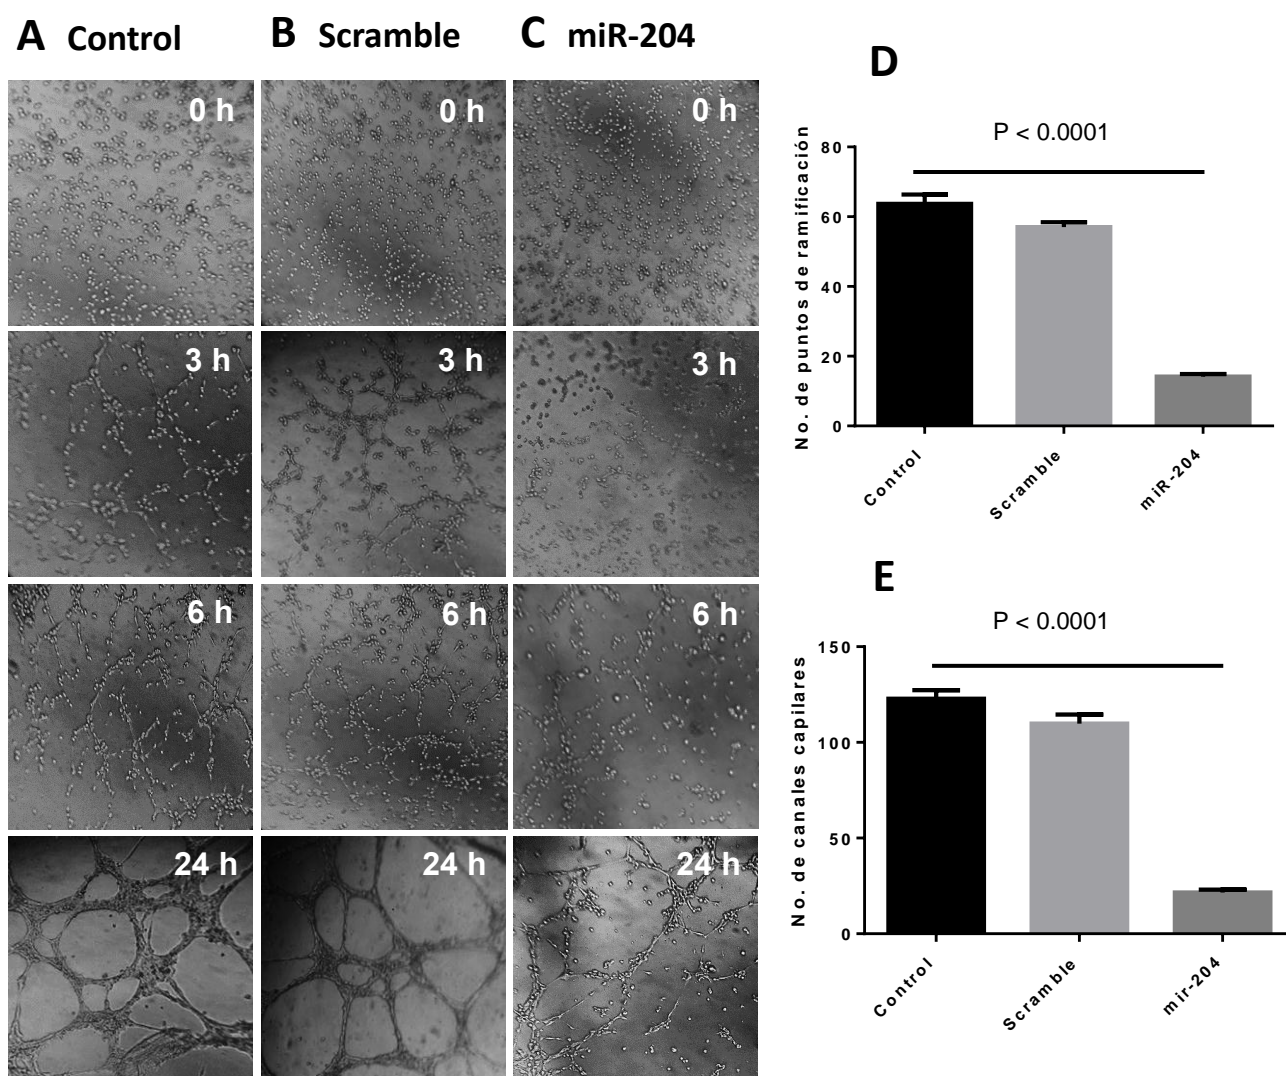 A Control
B Scramble
C miR-204
0 h
0 h
0 h
3 h
3 h
3 h
6 h
6 h
6 h
24 h
24 h
24 h
D
P < 0.0001
No. de puntos de ramificación
80
60
40
20
0
Control
Scramble
miR-204
E
P < 0.0001
No. de canales capilares
150
100
50
0
Control
Scramble
mir-204